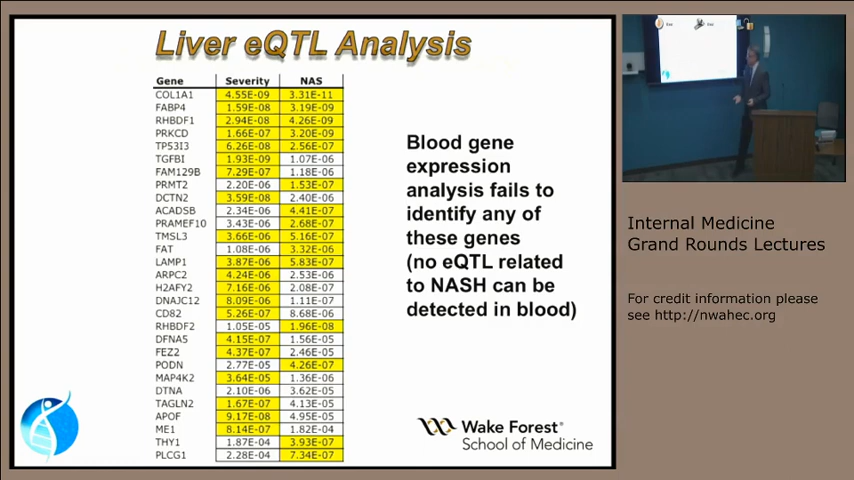 Liver eQTL Analysis
Gene Severity NAS
COL1A1 4.55E-09 3.31E-11
FABP4 1.59E-08 3.19E-09
RHBDF1 2.94E-08 4.26E-09
PRKCD 1.66E-07 3.20E-09
TP53I3 6.26E-08 2.56E-07
TGFBI 1.93E-09 1.07E-06
FAM129B 7.29E-07 1.18E-06
PRMT2 2.20E-06 1.53E-07
DCTN2 3.59E-08 2.40E-06
ACADSB 2.34E-06 4.41E-07
PRAMEF10 3.43E-06 2.68E-07
TMSL3 3.66E-06 5.16E-07
FAT 1.08E-06 3.32E-06
LAMP1 3.87E-06 5.83E-07
ARPC2 4.24E-06 2.53E-06
H2AFY2 7.16E-06 2.08E-07
DNAJC12 8.09E-06 1.11E-07
CD82 5.26E-07 8.68E-06
RHBDF2 1.05E-05 1.96E-08
DFNA5 4.15E-07 1.56E-05
FEZ2 4.37E-07 2.46E-05
PODN 2.77E-05 4.26E-07
MAP4K2 3.64E-05 1.36E-06
DTNA 2.10E-06 3.62E-05
TAGLN2 1.67E-07 4.13E-05
APOF 9.17E-08 4.95E-05
ME1 8.14E-07 1.82E-04
THY1 1.87E-04 3.93E-07
PLCG1 2.28E-04 7.34E-07
Blood gene
expression
analysis fails to
identify any of
these genes
(no eQTL related
to NASH can be
detected in blood)
Wake Forest®
School of Medicine
Internal Medicine
Grand Rounds Lectures
For credit information please
see http://nwahec.org